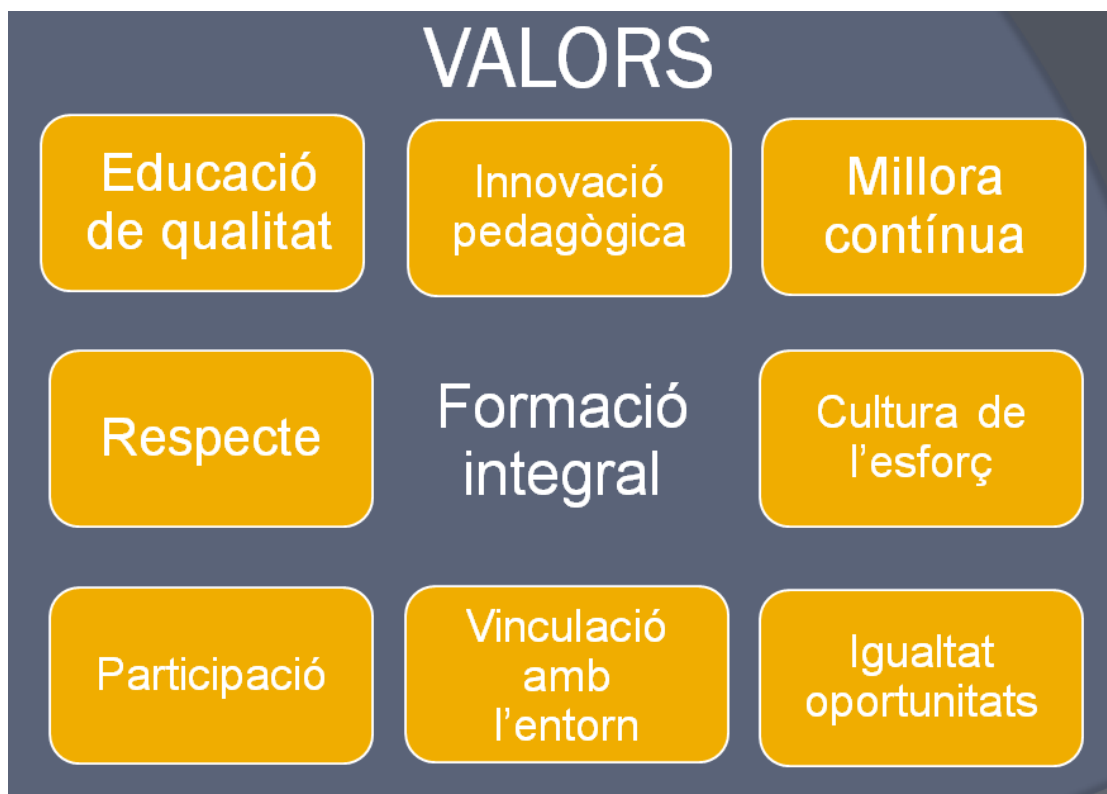 VALORS
Educació
de qualitat
Innovació
pedagògica
Millora
contínua
Respecte
Formació
integral
Cultura de
l'esforç
Participació
Vinculació
amb
l'entorn
Igualtat
oportunitats